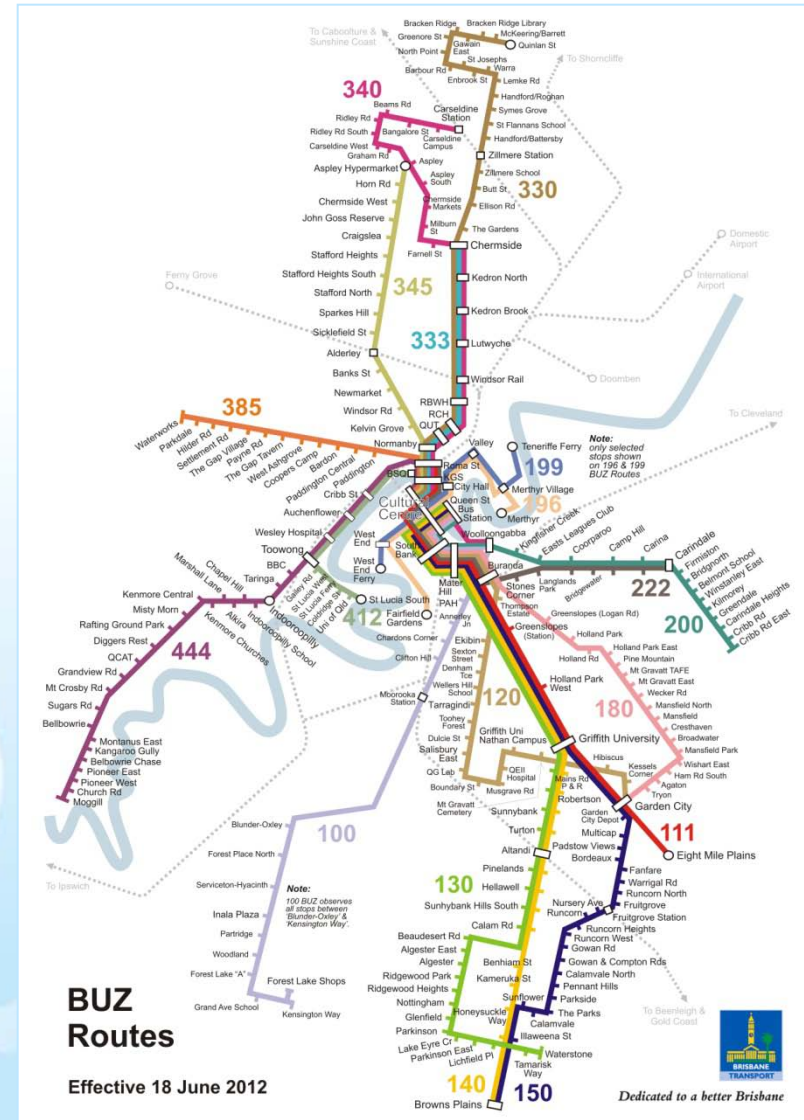 To Caboolture &
Sunshine Coast
Bracken Ridge
Bracken Ridge Library
McKeering/Barrett
Greenore St
Gawain
East
Quinlan St
North Point
St Josephs
To Shorncliffe
Barbour Rd
Warra
Enbrook St
Lemke Rd
340
Beams Rd
Handford/Roghan
Ridley Rd
Carseldine
Station
Symes Grove
Ridley Rd South
Bangalore St
St Flannans School
Carseldine
Campus
Carseldine West
Handford/Battersby
Graham Rd
Aspley
Zillmere Station
Aspley Hypermarket
Aspley
South
Zillmere School
Horn Rd
330
Butt St
Chermside West
Chermside
Markets
Ellison Rd
John Goss Reserve
Milburn
St
The Gardens
Craigslea
Farnell St
Chermside
Domestic
Airport
Stafford Heights
Kedron North
International
Airport
Ferny Grove
Stafford Heights South
345
Stafford North
Kedron Brook
Sparkes Hill
333
Sicklefield St
Lutwyche
Alderley
Windsor Rail
Doomben
Banks St
385
Newmarket
RBWH
RCH
QUT
To Cleveland
Waterworks
Parkdale
Hilder Rd
Settlement Rd
The Gap Village
Payne Rd
The Gap Tavern
West Ashgrove
Coopers Camp
Bardon
Paddington Central
Paddington
Windsor Rd
Kelvin Grove
Normanby
Valley
Teneriffe Ferry
Note:
only selected
stops shown
on 196 & 199
BUZ Routes
199
Roma St
BSQ
KGS
City Hall
Merthyr Village
196
Merthyr
Cribb St
Cultural
Centre
Queen St
Bus
Station
Auchenflower
Wesley Hospital
West
End
South
Bank
Woolloongabba
Kingfisher Creek
Easts Leagues Club
Coorparoo
Camp Hill
Carina
Carindale
Toowong
Buranda
Firmiston
Bridgnorth
Belmont School
Winstanley East
Kilmorey
Greendale
Carindale Heights
Cribb Rd
Cribb Rd East
Chapel Hill
BBC
West
End
Ferry
Stones
Corner
Langlands
Park
Bridgewater
222
Marshall Lane
Taringa
Gailey Rd
St Lucia West
St Lucia Ferry
Coldridge St
Uni of Qld
Mater
Hill
200
Kenmore Central
St Lucia South
PAH
Thompson
Estate
Misty Morn
Indooroopilly
412
Fairfield
Gardens
Annerley
Jn
Greenslopes (Logan Rd)
Rafting Ground Park
Alkira
Kenmore Churches
Indooroopilly School
Greenslopes
(Station)
Holland Park
Diggers Rest
Chardons Corner
Ekibin
Holland Rd
Holland Park East
QCAT
444
Clifton Hill
Sexton
Street
Pine Mountain
Grandview Rd
Denham
Tce
Mt Gravatt TAFE
Mt Crosby Rd
Moorooka
Station
Wellers Hill
School
120
Holland Park
West
Mt Gravatt East
Sugars Rd
Tarragindi
Wecker Rd
Bellbowrie
180
Mansfield North
Toohey
Forest
Mansfield
Montanus East
Griffith Uni
Nathan Campus
Griffith University
Cresthaven
Kangaroo Gully
Dulcie St
Broadwater
Belbowrie Chase
Salisbury
East
Hibiscus
Mansfield Park
Pioneer East
QEII
Hospital
Kessels
Corner
Wishart East
Pioneer West
QG Lab
Mains Rd
P & R
Ham Rd South
Church Rd
Boundary St
Musgrave Rd
Agaton
Moggill
Robertson
Tryon
Mt Gravatt
Cemetery
Garden City
100
Sunnybank
Garden
City Depot
111
Blunder-Oxley
Turton
Multicap
Padstow Views
Eight Mile Plains
Forest Place North
Altandi
Bordeaux
To Ipswich
130
Pinelands
Fanfare
Serviceton-Hyacinth
Note:
100 BUZ observes
all stops between
'Blunder-Oxley' &
'Kensington Way'.
Hellawell
Warrigal Rd
Runcorn North
Inala Plaza
Sunhybank Hills South
Nursery Ave
Runcorn
Fruitgrove
Fruitgrove Station
Partridge
Calam Rd
Runcorn Heights
Beaudesert Rd
Runcorn West
Woodland
Algester East
Benham St
Gowan Rd
Algester
Gowan & Compton Rds
Forest Lake "A"
Forest Lake Shops
Ridgewood Park
Kameruka St
Calamvale North
Ridgewood Heights
Pennant Hills
Grand Ave School
Kensington Way
Nottingham
Sunflower
Parkside
Glenfield
Honeysuckle
Way
The Parks
To Beenleigh &
Gold Coast
Parkinson
Calamvale
Lake Eyre Cr
Illaweena St
Parkinson East
Waterstone
Lichfield Pl
Tamarisk
Way
140
150
Browns Plains
BUZ
Routes
Effective 18 June 2012
BRISBANE
TRANSPORT
Dedicated to a better Brisbane